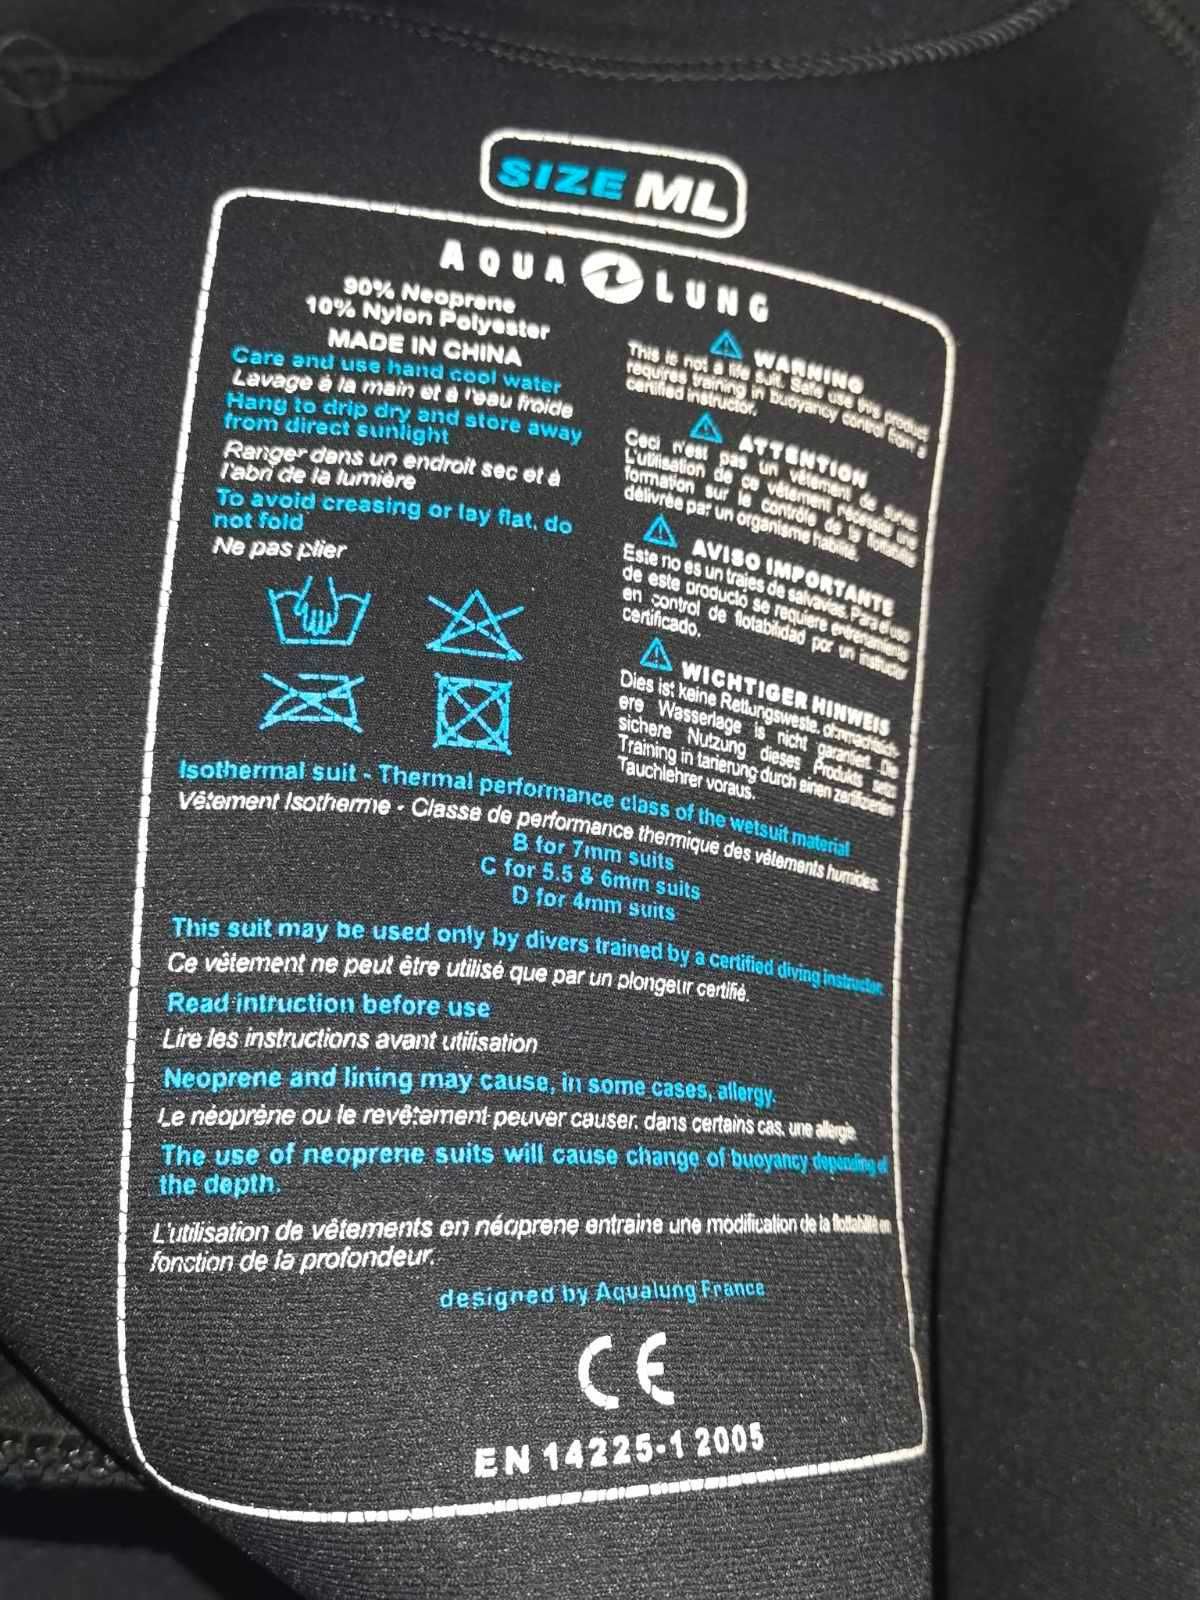 SIZE ML
AQUA LUNG
90% Neoprene
10% Nylon Polyester
MADE IN CHINA
Care and use hand cool water
Lavage à la main et à l'eau froide
Hang to drip dry and store away
from direct sunlight
Ranger dans un endroit sec et à
l'abri de la lumière
To avoid creasing or lay flat, do
not fold
Ne pas plier
WARNING
This is not a life suit. Safe use this product
requires training in buoyancy control from a
certified instructor.
ATTENTION
Ceci n'est pas un vêtement de survie
L'utilisation de ce vêtement nécessite une
formation sur le contrôle de la flottabilité
délivrée par un organisme habilité.
AVISO IMPORTANTE
Este no es un trajes de salvavias. Para el uso
de este producto se requiere entrenamiento
en control de flotabilidad por un instructor
certificado.
WICHTIGER HINWEIS
Dies ist keine Rettungsweste, ohnmachtsich-
ere Wasserlage is nicht garantiert. Die
sichere Nutzung dieses Produkts setzt
Training in tarierung durch einen zertifizierten
Tauchlehrer voraus.
Isothermal suit - Thermal performance class of the wetsuit material
Vêtement Isotherme - Classe de performance thermique des vêtements humides.
B for 7mm suits
C for 5.5 & 6mm suits
D for 4mm suits
This suit may be used only by divers trained by a certified diving instructor.
Ce vêtement ne peut être utilisé que par un plongeur certifié.
Read intruction before use
Lire les instructions avant utilisation
Neoprene and lining may cause, in some cases, allergy.
Le néoprène ou le revêtement peuver causer, dans certains cas, une allergie.
The use of neoprene suits will cause change of buoyancy depending of
the depth.
L'utilisation de vêtements en néoprene entraine une modification de la flottabilité en
fonction de la profondeur.
designed by Aqualung France
CE
EN 14225-1 2005